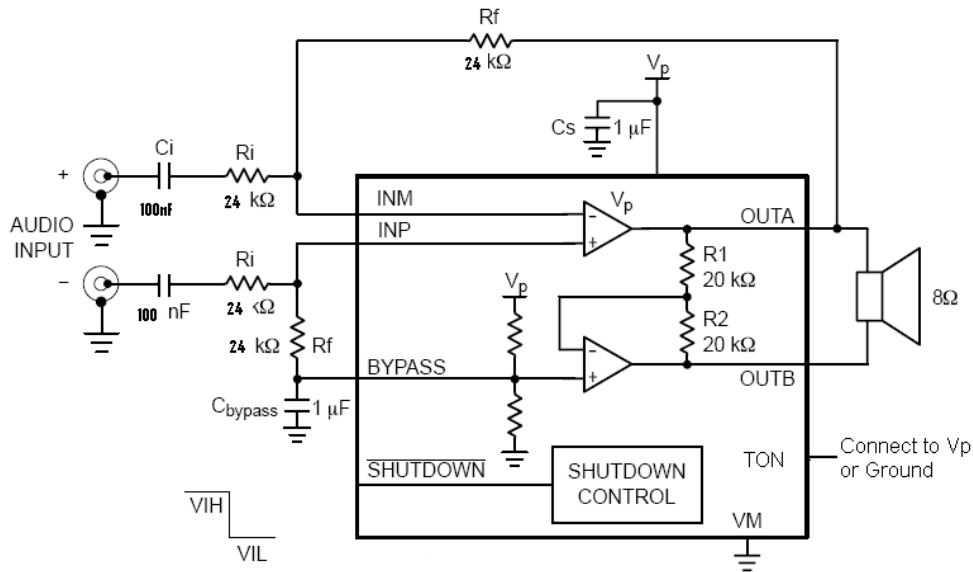 Rf
24 kΩ
Vp
Cs
1 μF
Ci
Ri
+
100nF
24 kΩ
AUDIO
INPUT
INM
INP
Vp
-
+
OUTA
R1
20 kΩ
−
Ri
100 nF
24 kΩ
Vp
R2
20 kΩ
8Ω
24 kΩ
Rf
BYPASS
-
+
OUTB
Cbypass
1 μF
SHUTDOWN
SHUTDOWN
CONTROL
TON
Connect to Vp
or Ground
VIH
VIL
VM